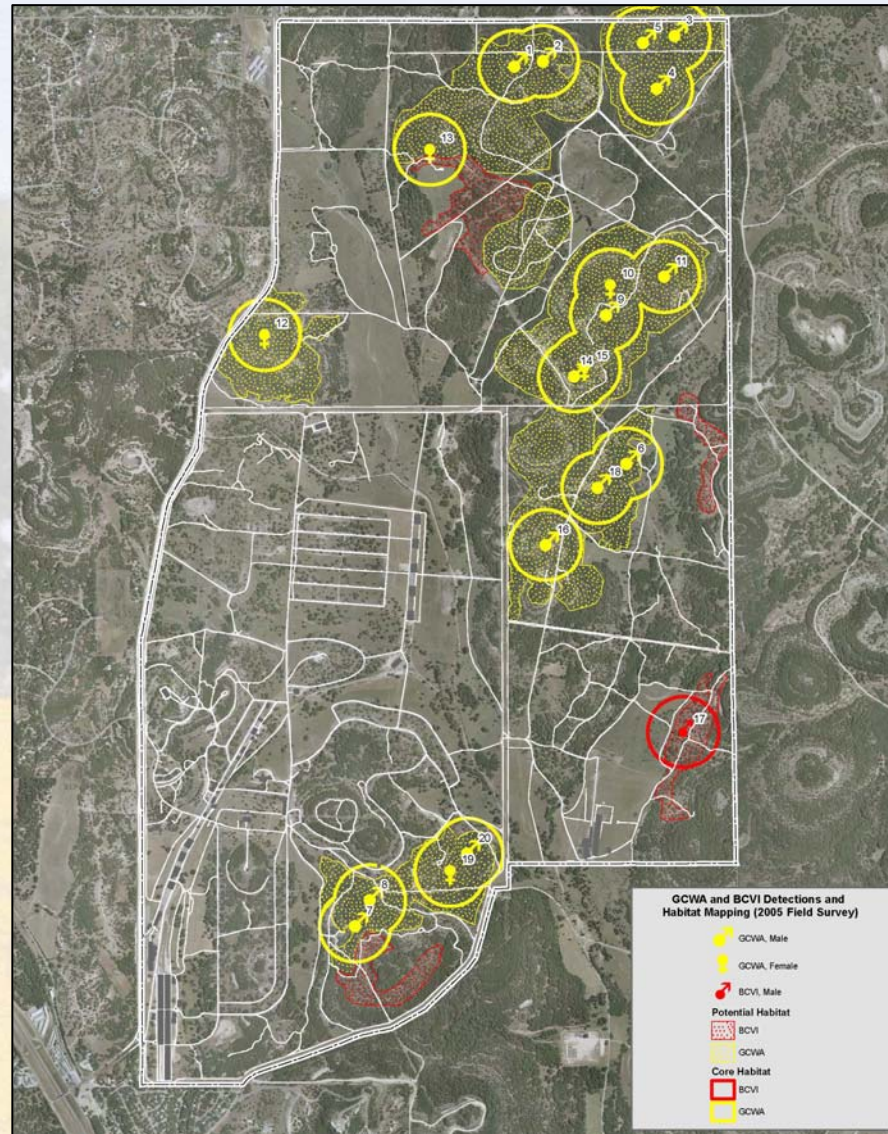 5
3
1
2
4
13
11
10
9
12
14
15
6
18
16
17
20
19
8
7
GCWA and BCVI Detections and
Habitat Mapping (2005 Field Survey)
GCWA, Male
GCWA, Female
BCVI, Male
Potential Habitat
BCVI
GCWA
Core Habitat
BCVI
GCWA